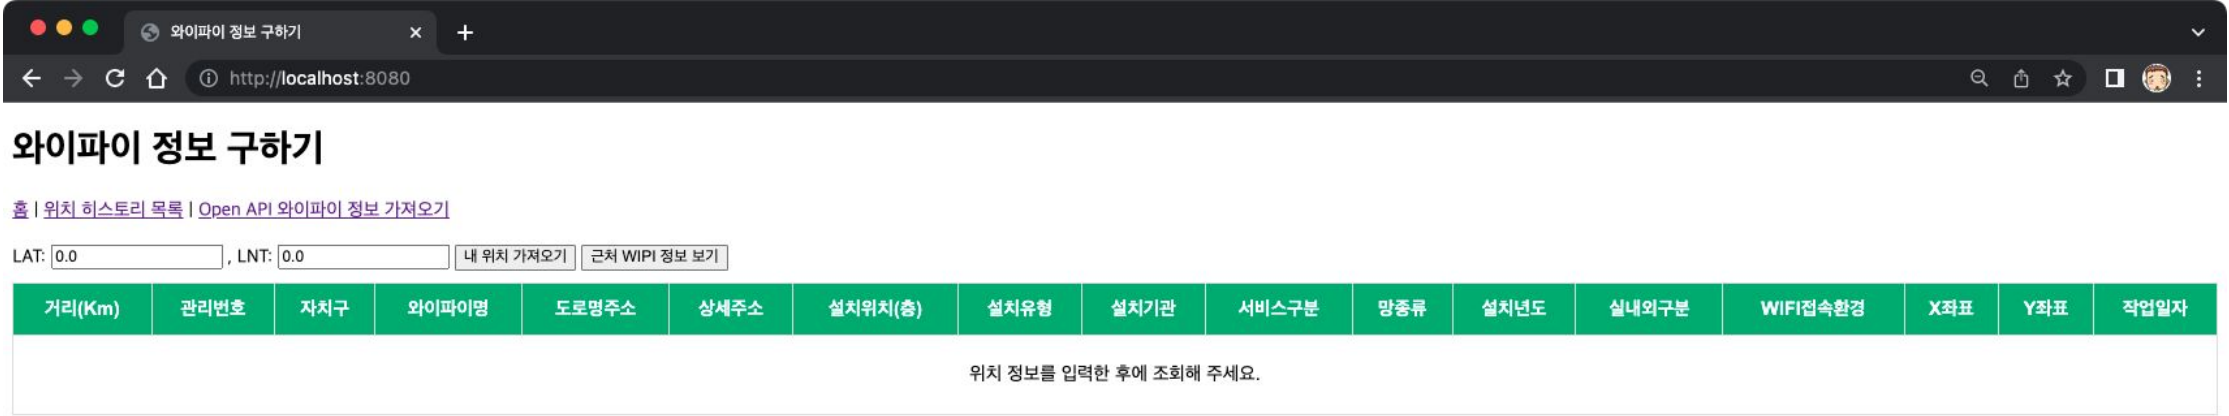 와이파이 정보 구하기
http://localhost:8080
와이파이 정보 구하기
홈 | 위치 히스토리 목록 | Open API 와이파이 정보 가져오기
LAT: 0.0 , LNT: 0.0 내 위치 가져오기 근처 WIPI 정보 보기
거리(Km) 관리번호 자치구 와이파이명 도로명주소 상세주소 설치위치(층) 설치유형 설치기관 서비스구분 망종류 설치년도 실내외구분 WIFI접속환경 X좌표 Y좌표 작업일자
위치 정보를 입력한 후에 조회해 주세요.